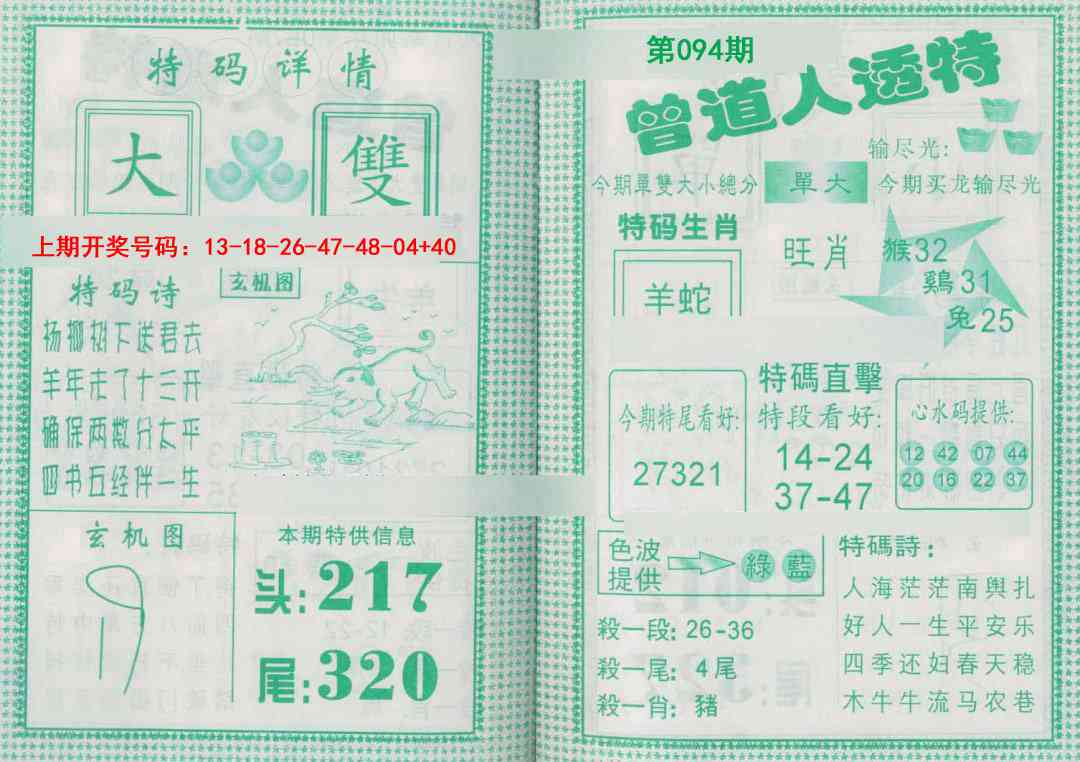 特码详情
大
雙
上期开奖号码：13-18-26-47-48-04+40
特码诗
杨柳树下送君去
羊年走了十三开
确保两数分太平
四书五经伴一生
玄机图
玄机图
本期特供信息
头:217
尾:320
第094期
曾道人透特
输尽光:
今期單雙大小總分
單大
今期买龙输尽光
特码生肖
羊蛇
旺肖
猴32
鷄31
兔25
今期特尾看好:
27321
特碼直擊
特段看好:
14-24
37-47
心水码提供:
12 42 07 44
20 16 22 37
色波
提供
綠 藍
殺一段: 26-36
殺一尾: 4尾
殺一肖: 豬
特碼詩:
人海茫茫南舆扎
好人一生平安乐
四季还妇春天稳
木牛牛流马农巷